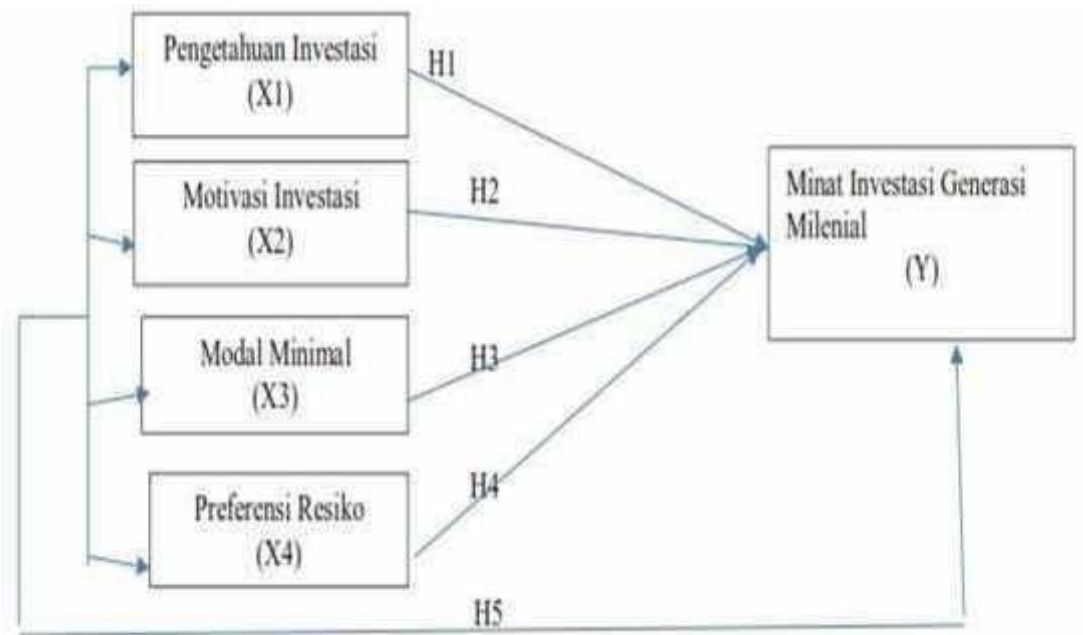 Pengetahuan Investasi
(X1)
H1
Motivasi Investasi
(X2)
H2
Modal Minimal
(X3)
H3
Preferensi Resiko
(X4)
H4
Minat Investasi Generasi
Milenial
(Y)
H5